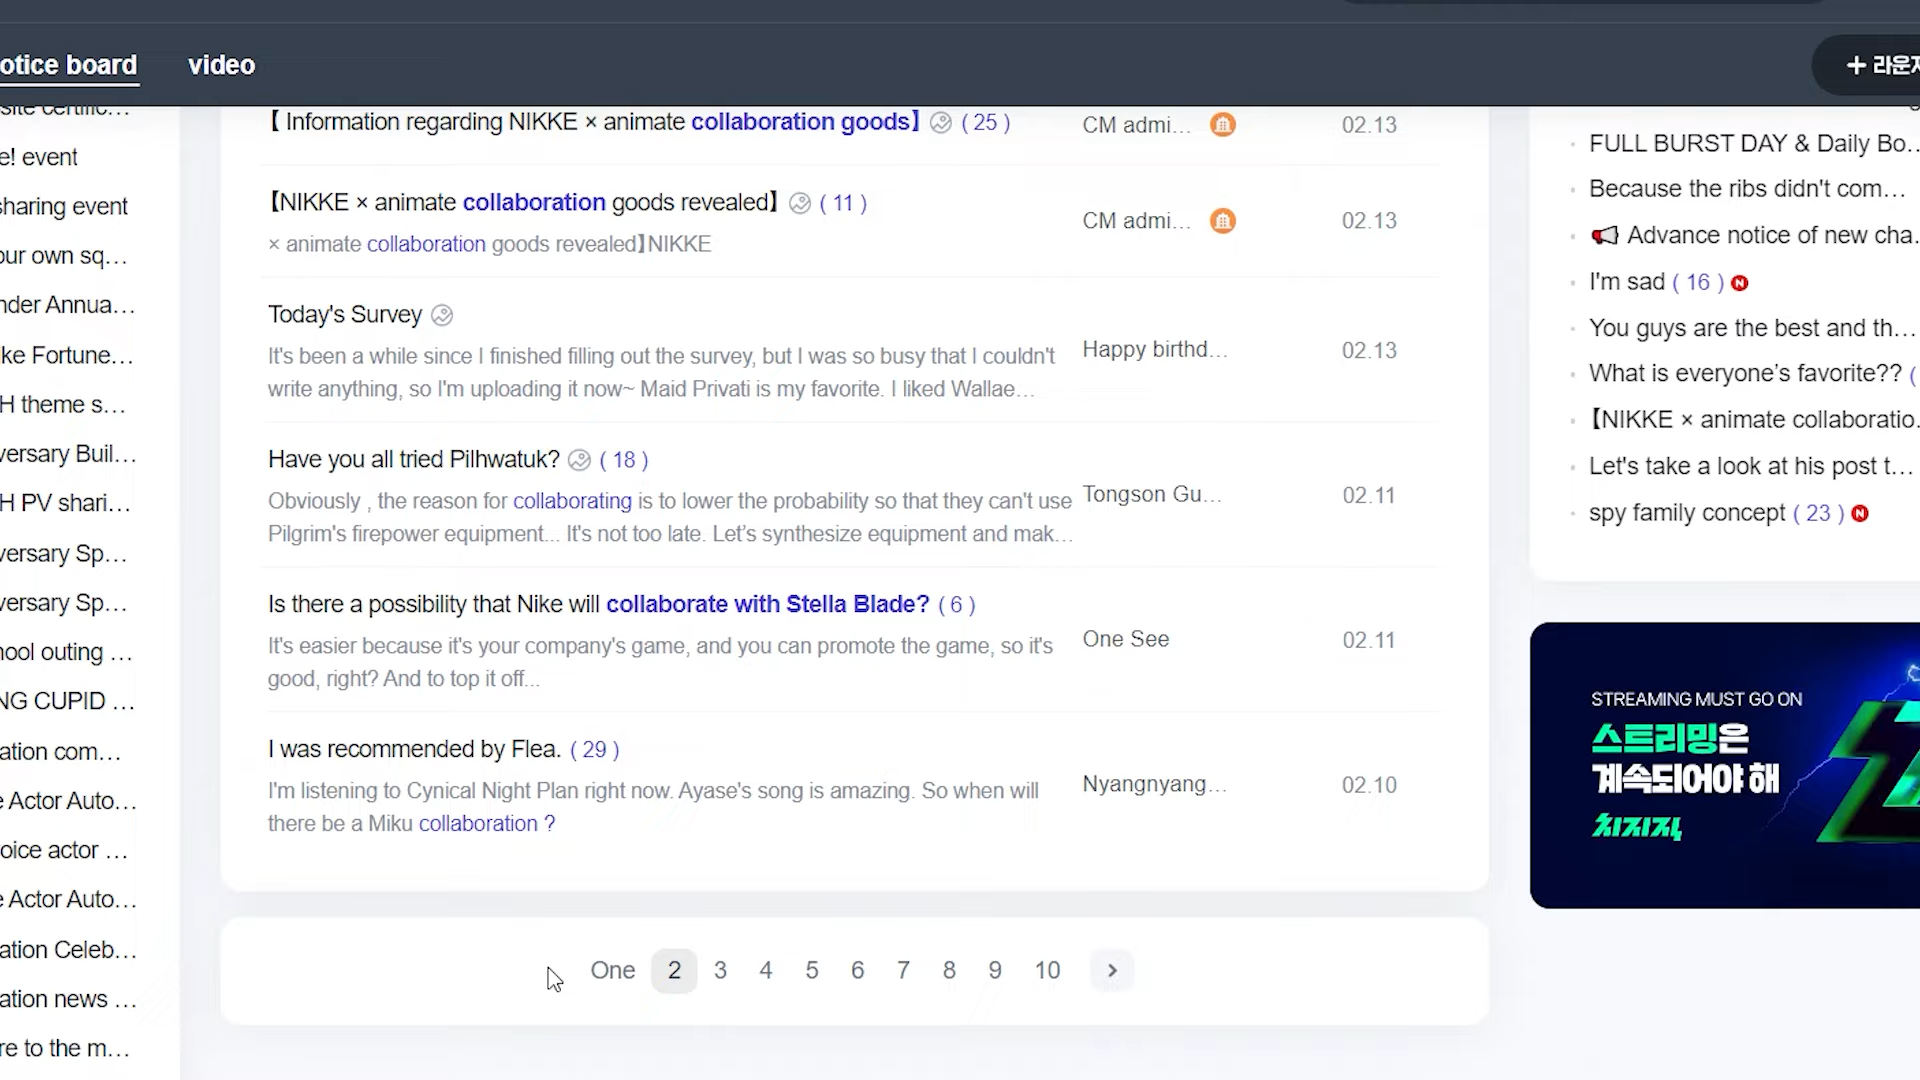 otice board
video
+ 라운지
site certific...
e! event
sharing event
our own sq...
nder Annua...
ke Fortune...
H theme s...
versary Buil...
H PV shari...
versary Sp...
versary Sp...
hool outing ...
NG CUPID ...
ation com...
e Actor Auto...
oice actor ...
e Actor Auto...
ation Celeb...
ation news ...
re to the m...
【 Information regarding NIKKE × animate collaboration goods】 ( 25 )
CM admi...
02.13
【NIKKE × animate collaboration goods revealed】 ( 11 )
× animate collaboration goods revealed】NIKKE
CM admi...
02.13
Today's Survey
It's been a while since I finished filling out the survey, but I was so busy that I couldn't
write anything, so I'm uploading it now~ Maid Privati is my favorite. I liked Wallae...
Happy birthd...
02.13
Have you all tried Pilhwatuk? ( 18 )
Obviously , the reason for collaborating is to lower the probability so that they can't use
Pilgrim's firepower equipment... It's not too late. Let's synthesize equipment and mak...
Tongson Gu...
02.11
Is there a possibility that Nike will collaborate with Stella Blade? ( 6 )
It's easier because it's your company's game, and you can promote the game, so it's
good, right? And to top it off...
One See
02.11
I was recommended by Flea. ( 29 )
I'm listening to Cynical Night Plan right now. Ayase's song is amazing. So when will
there be a Miku collaboration ?
Nyangnyang...
02.10
One 2 3 4 5 6 7 8 9 10 >
FULL BURST DAY & Daily Bo...
Because the ribs didn't com...
Advance notice of new cha...
I'm sad ( 16 ) N
You guys are the best and th...
What is everyone's favorite?? (
【NIKKE × animate collaboratio...
Let's take a look at his post t...
spy family concept ( 23 ) N
STREAMING MUST GO ON
스트리밍은
계속되어야 해
치지직